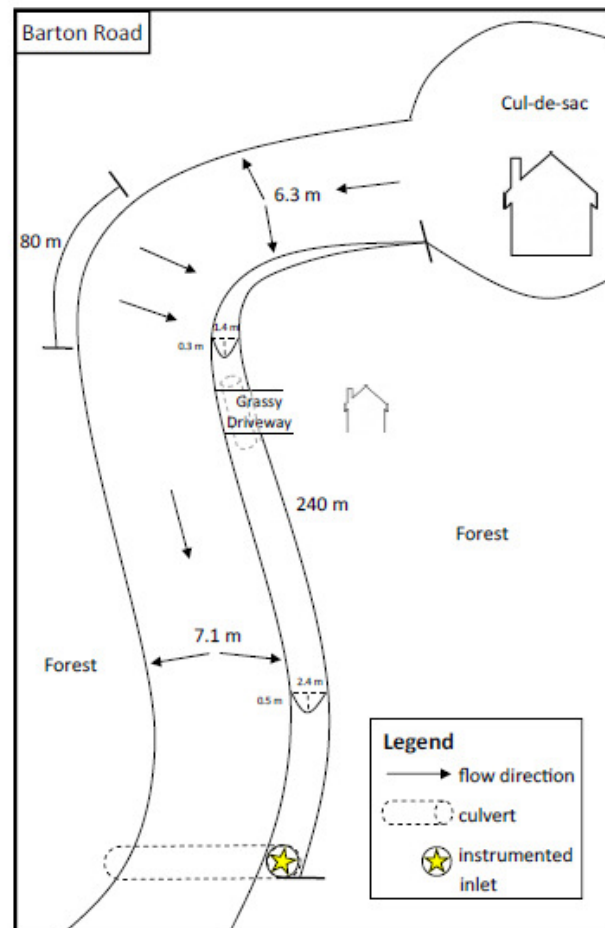 Barton Road
Cul-de-sac
6.3 m
80 m
1.4 m
0.3 m
Grassy
Driveway
240 m
Forest
7.1 m
Forest
2.4 m
0.5 m
Legend
flow direction
culvert
instrumented
inlet